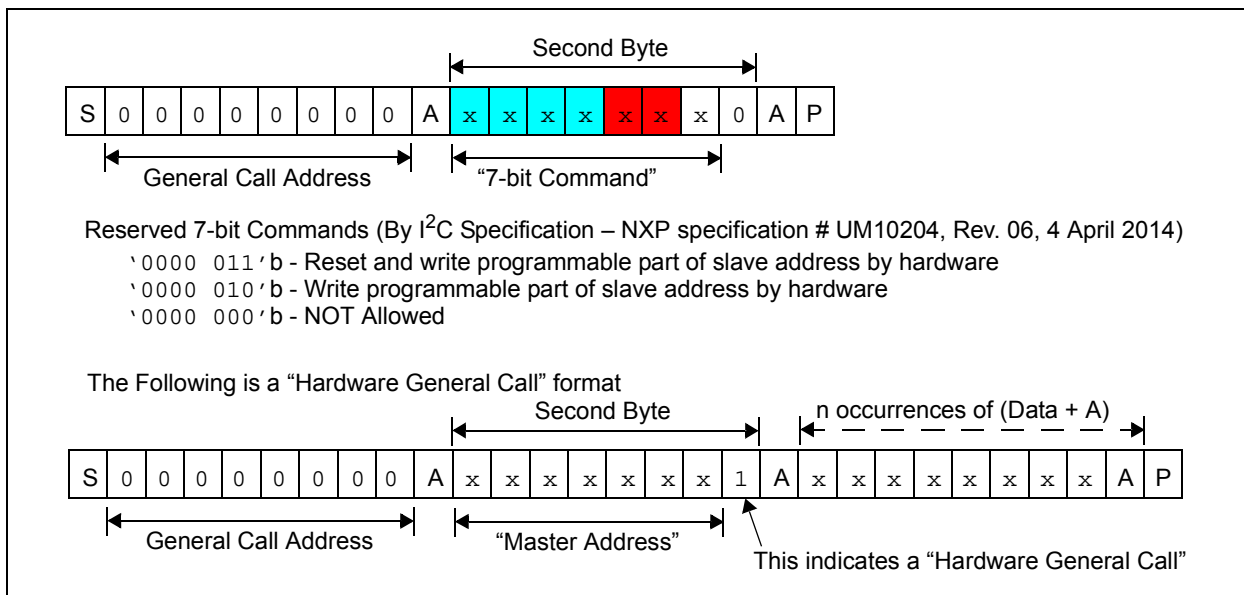 Second Byte
S 0 0 0 0 0 0 0 0 A x x x x x x x 0 A P
General Call Address “7-bit Command”
Reserved 7-bit Commands (By I²C Specification – NXP specification # UM10204, Rev. 06, 4 April 2014)
‘0000 011’b - Reset and write programmable part of slave address by hardware
‘0000 010’b - Write programmable part of slave address by hardware
‘0000 000’b - NOT Allowed
The Following is a “Hardware General Call” format
Second Byte n occurrences of (Data + A)
S 0 0 0 0 0 0 0 0 A x x x x x x x 1 A x x x x x x x x A P
General Call Address “Master Address”
This indicates a “Hardware General Call”